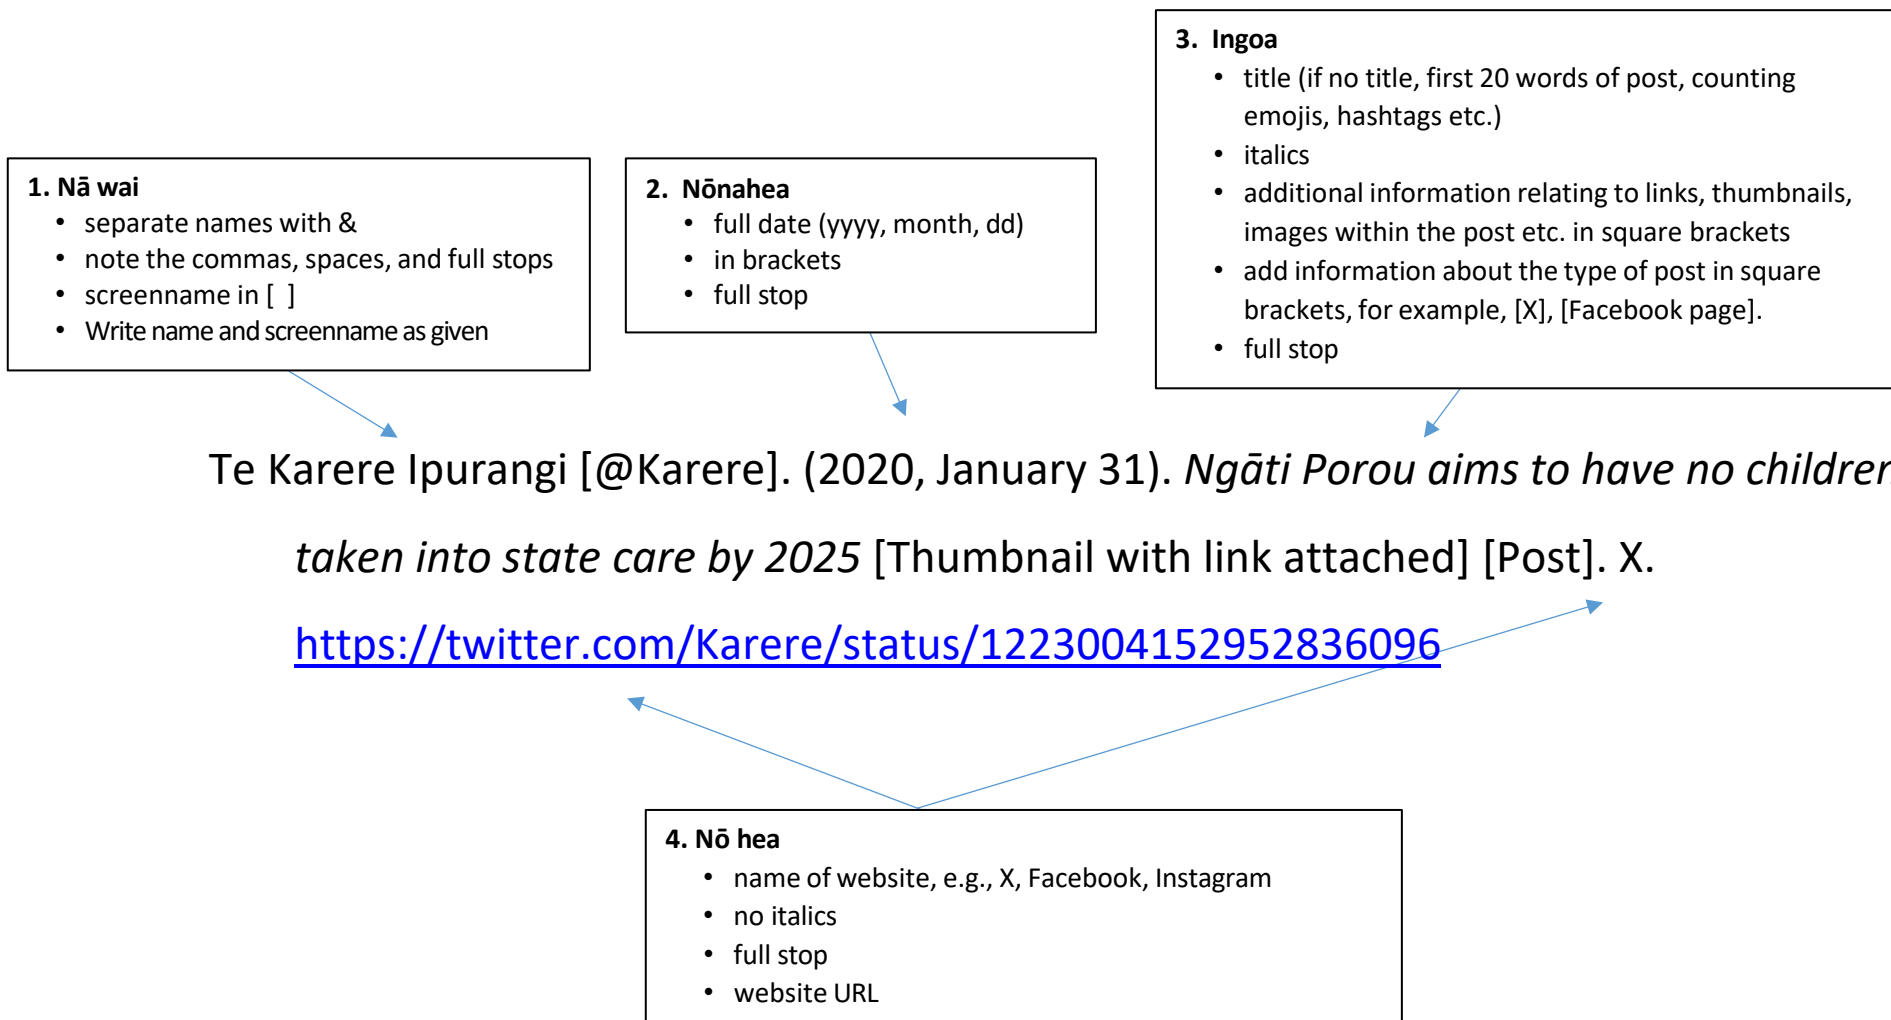 3. Ingoa
• title (if no title, first 20 words of post, counting
emojis, hashtags etc.)
• italics
• additional information relating to links, thumbnails,
images within the post etc. in square brackets
• add information about the type of post in square
brackets, for example, [X], [Facebook page].
• full stop
1. Nā wai
• separate names with &
• note the commas, spaces, and full stops
• screenname in [ ]
• Write name and screenname as given
2. Nōnahea
• full date (yyyy, month, dd)
• in brackets
• full stop
Te Karere Ipurangi [@Karere]. (2020, January 31). Ngāti Porou aims to have no children
taken into state care by 2025 [Thumbnail with link attached] [Post]. X.
https://twitter.com/Karere/status/1223004152952836096
4. Nō hea
• name of website, e.g., X, Facebook, Instagram
• no italics
• full stop
• website URL